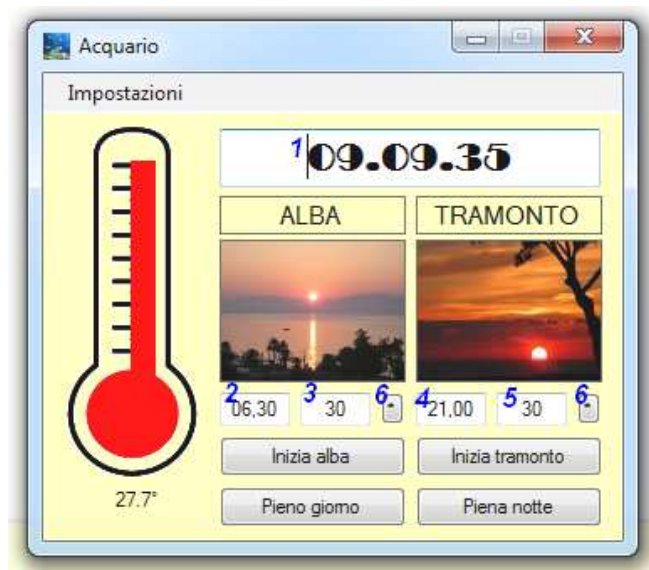 Acquario
Impostazioni
1 09.09.35
ALBA TRAMONTO
2 3 6 4 5 6
06,30 30 21,00 30
Inizia alba Inizia tramonto
27.7° Pieno giorno Piena notte